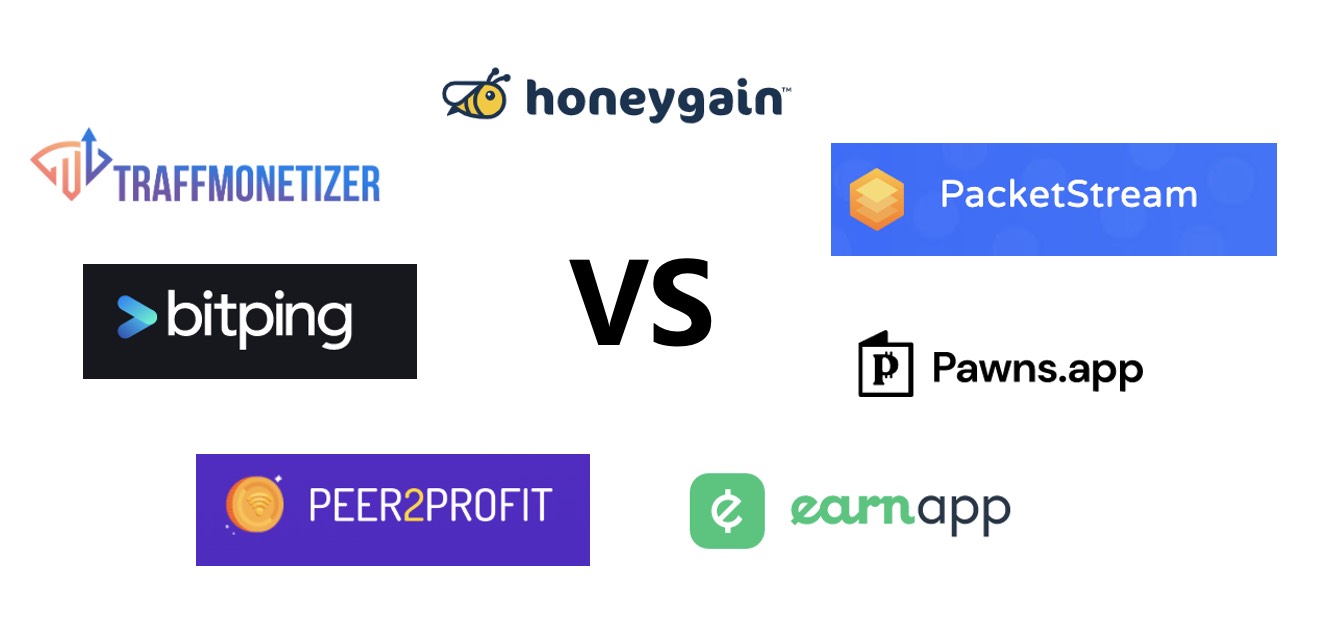 honeygain™
TRAFFMONETIZER
PacketStream
bitping
VS
Pawns.app
PEER2PROFIT
earnapp